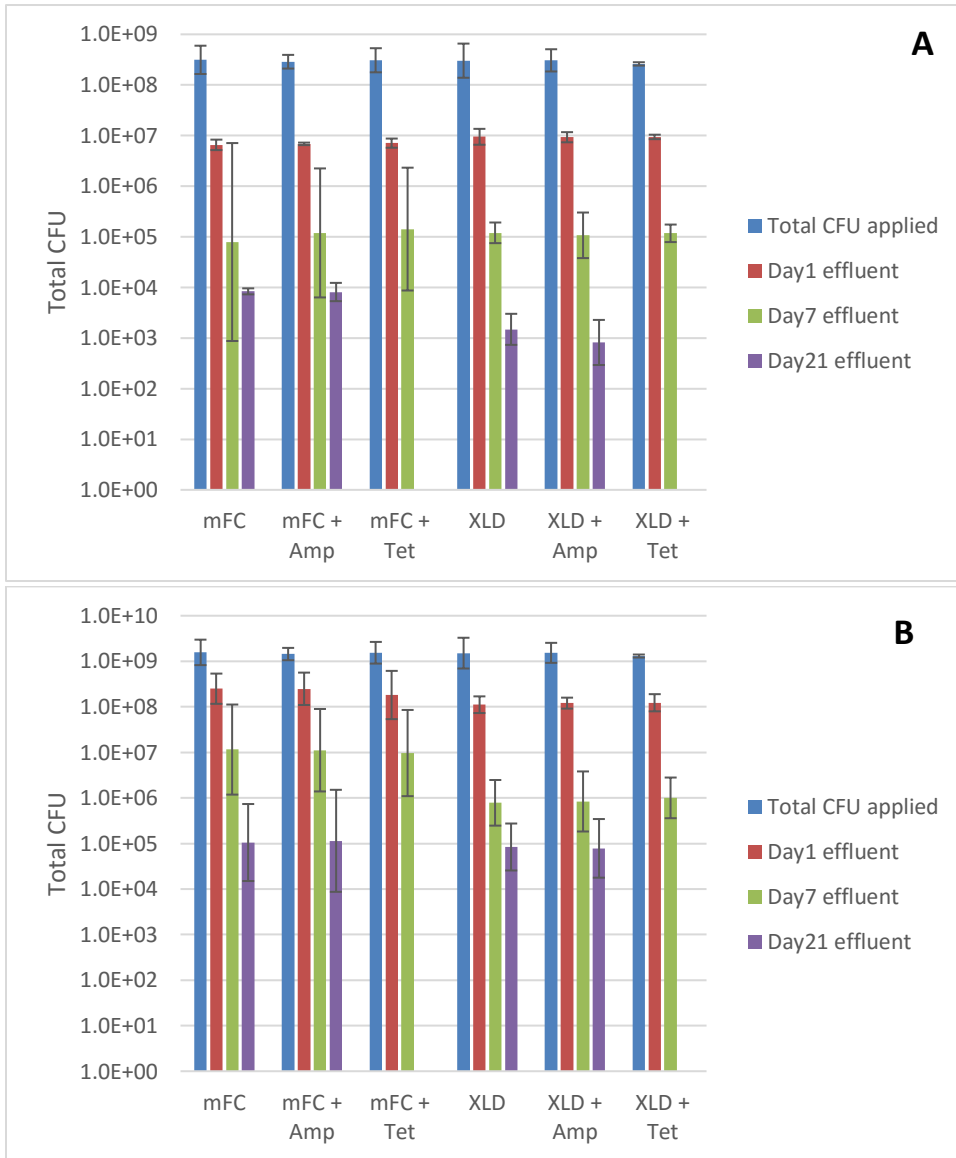 A
1.0E+09
1.0E+08
1.0E+07
1.0E+06
1.0E+05
1.0E+04
1.0E+03
1.0E+02
1.0E+01
1.0E+00
Total CFU
mFC
mFC +
Amp
mFC +
Tet
XLD
XLD +
Amp
XLD +
Tet
Total CFU applied
Day1 effluent
Day7 effluent
Day21 effluent
B
1.0E+10
1.0E+09
1.0E+08
1.0E+07
1.0E+06
1.0E+05
1.0E+04
1.0E+03
1.0E+02
1.0E+01
1.0E+00
Total CFU
mFC
mFC +
Amp
mFC +
Tet
XLD
XLD +
Amp
XLD +
Tet
Total CFU applied
Day1 effluent
Day7 effluent
Day21 effluent